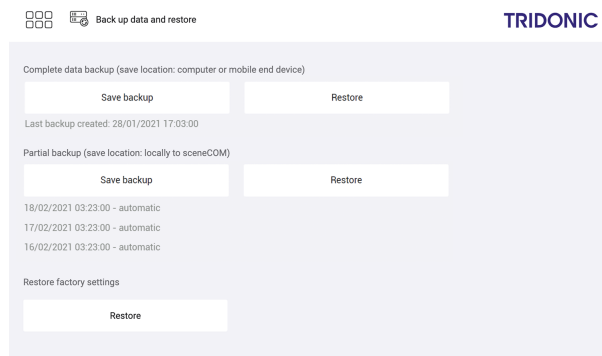 Back up data and restore
TRIDONIC
Complete data backup (save location: computer or mobile end device)
Save backup Restore
Last backup created: 28/01/2021 17:03:00
Partial backup (save location: locally to sceneCOM)
Save backup Restore
18/02/2021 03:23:00 - automatic
17/02/2021 03:23:00 - automatic
16/02/2021 03:23:00 - automatic
Restore factory settings
Restore